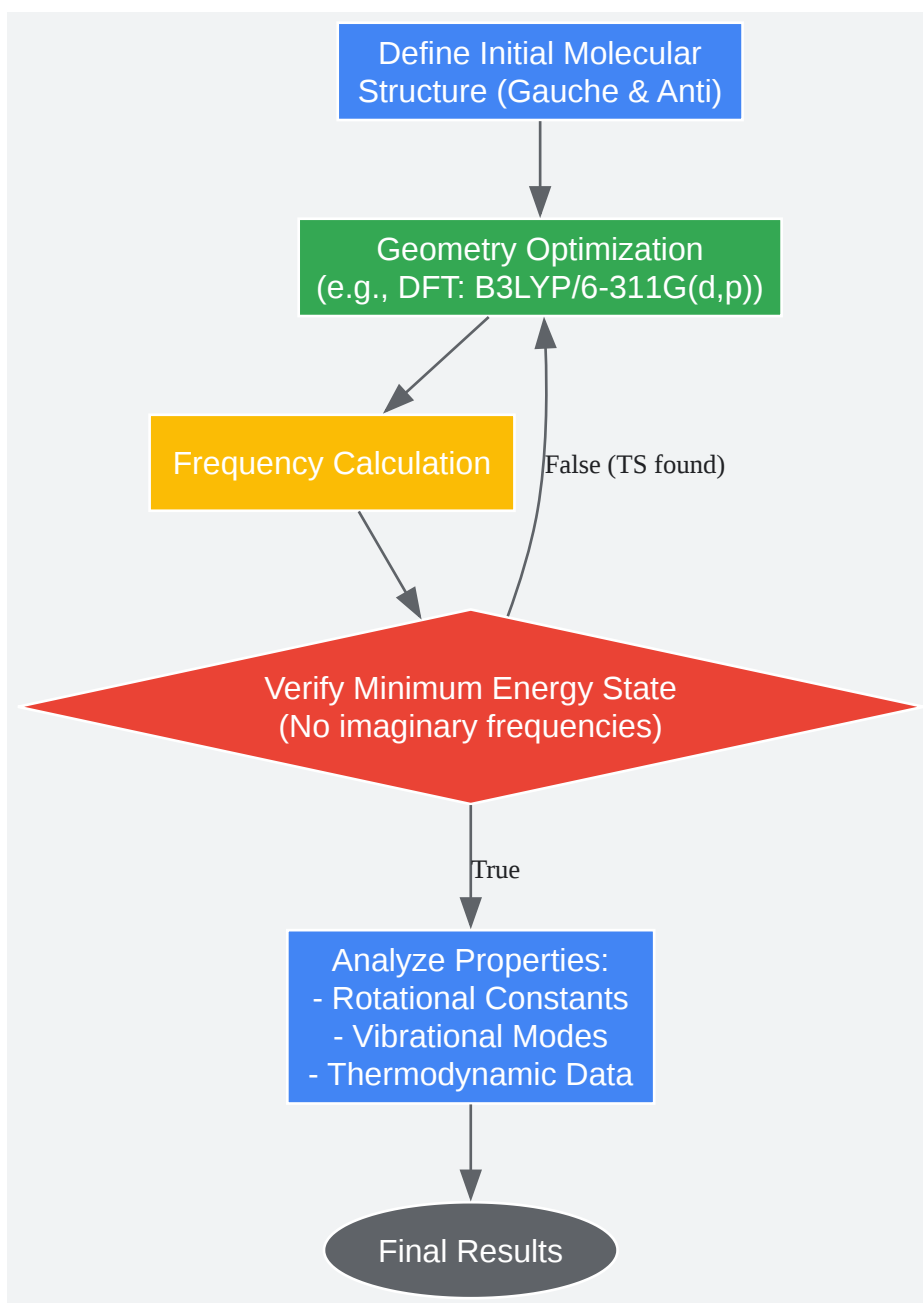 Define Initial Molecular
Structure (Gauche & Anti)
Geometry Optimization
(e.g., DFT: B3LYP/6-311G(d,p))
Frequency Calculation
False (TS found)
Verify Minimum Energy State
(No imaginary frequencies)
True
Analyze Properties:
- Rotational Constants
- Vibrational Modes
- Thermodynamic Data
Final Results